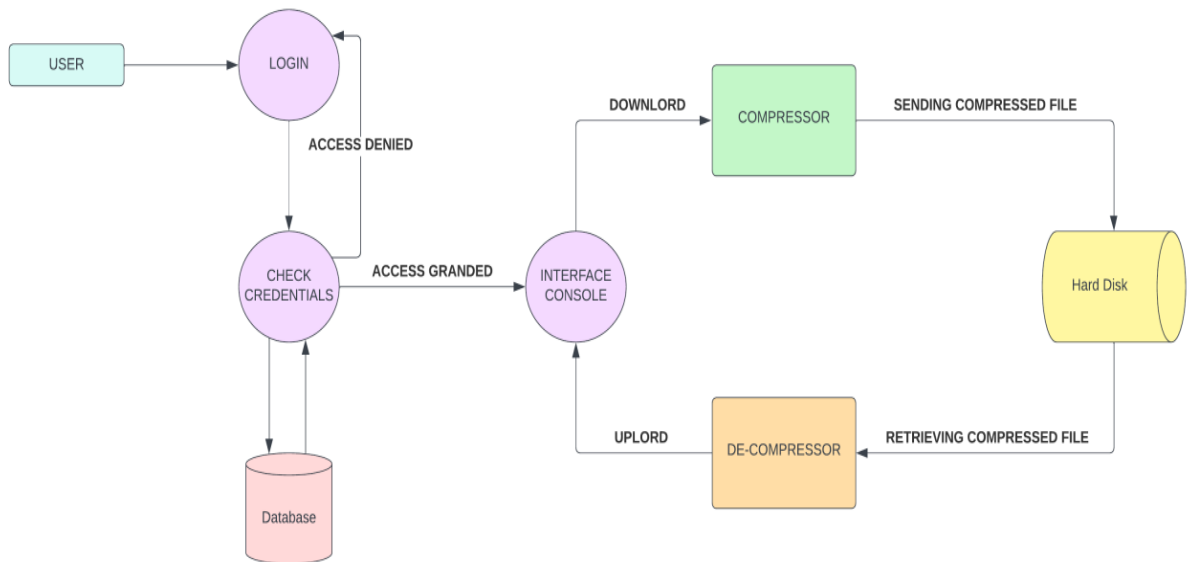 USER
LOGIN
DOWNLORD
COMPRESSOR
SENDING COMPRESSED FILE
ACCESS DENIED
CHECK
CREDENTIALS
ACCESS GRANDED
INTERFACE
CONSOLE
Hard Disk
UPLORD
DE-COMPRESSOR
RETRIEVING COMPRESSED FILE
Database